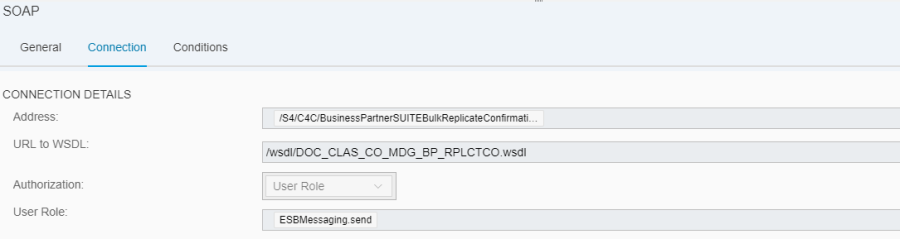 SOAP
General Connection Conditions
CONNECTION DETAILS
Address: /S4/C4C/BusinessPartnerSUITEBulkReplicateConfirmati...
URL to WSDL: /wsdl/DOC_CLAS_CO_MDG_BP_RPLCTCO.wsdl
Authorization: User Role
User Role: ESBMessaging.send